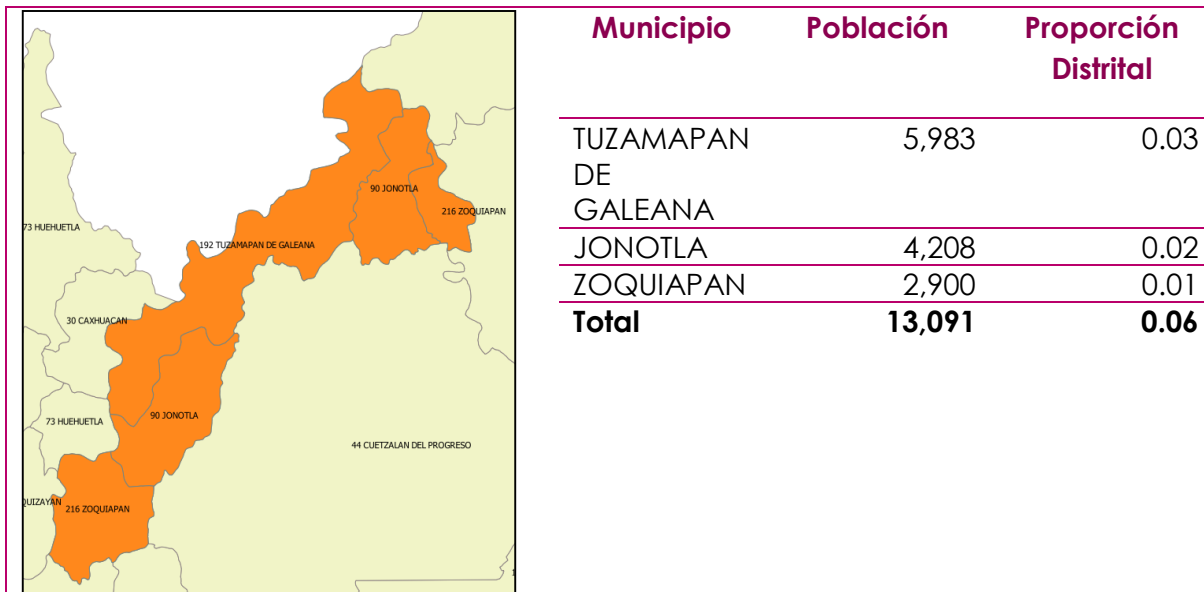 90 JONOTLA
216 ZOQUIAPAN
73 HUEHUETLA
192 TUZAMAPAN DE GALEANA
30 CAXHUACAN
90 JONOTLA
73 HUEHUETLA
44 CUETZALAN DEL PROGRESO
QUIZAYAN
216 ZOQUIAPAN
Municipio Población Proporción
Distrital
TUZAMAPAN 5,983 0.03
DE
GALEANA
JONOTLA 4,208 0.02
ZOQUIAPAN 2,900 0.01
Total 13,091 0.06